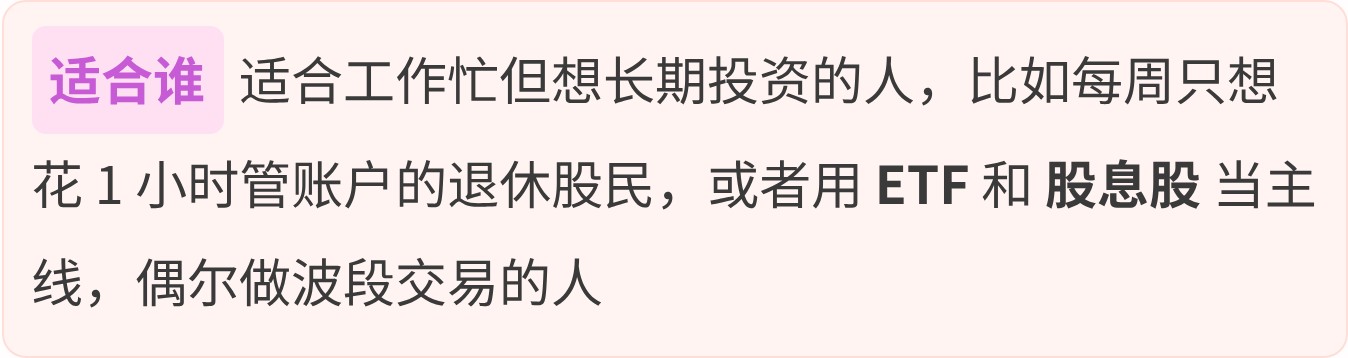 适合谁 适合工作忙但想长期投资的人，比如每周只想
花 1 小时管账户的退休股民，或者用 ETF 和 股息股 当主
线，偶尔做波段交易的人